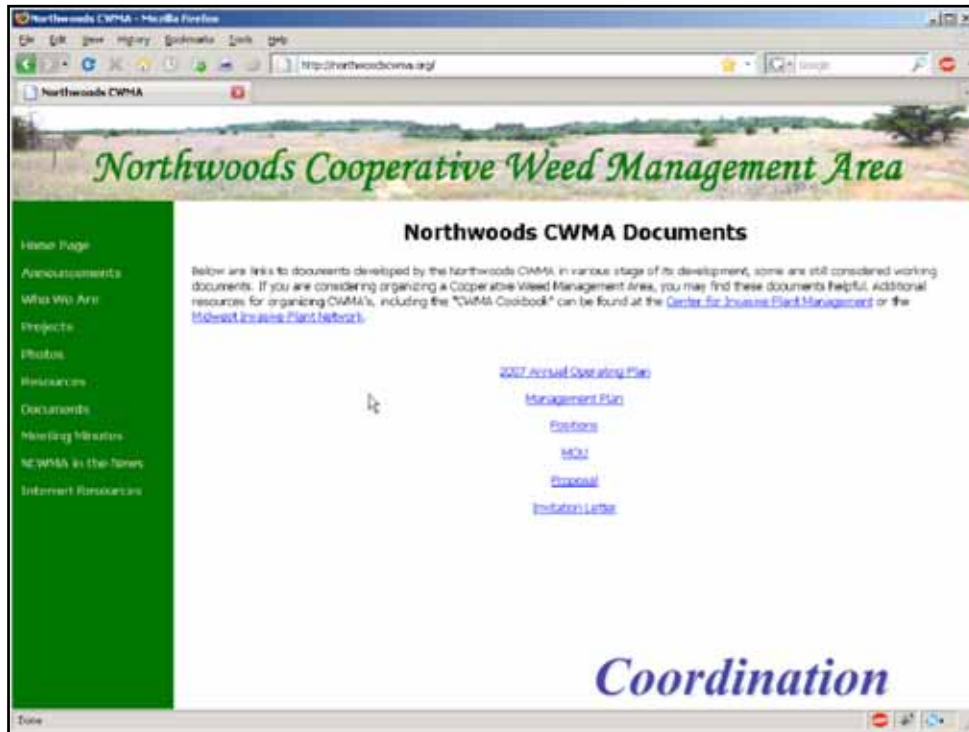 Northwoods CWMA - Mozilla Firefox
File Edit View History Bookmarks Tools Help
http://northwoodscwma.org/
Google
Northwoods CWMA
Northwoods Cooperative Weed Management Area
Home Page
Announcements
Who We Are
Projects
Photos
Resources
Documents
Meeting Minutes
NCWMA in the News
Internet Resources
Northwoods CWMA Documents
Below are links to documents developed by the Northwoods CWMA in various stage of its development, some are still considered working
documents. If you are considering organizing a Cooperative Weed Management Area, you may find these documents helpful. Additional
resources for organizing CWMA's, including the "CWMA Cookbook" can be found at the Center for Invasive Plant Management or the
Midwest Invasive Plant Network.
2007 Annual Operating Plan
Management Plan
Positions
MOU
Proposal
Invitation Letter
Coordination
Done